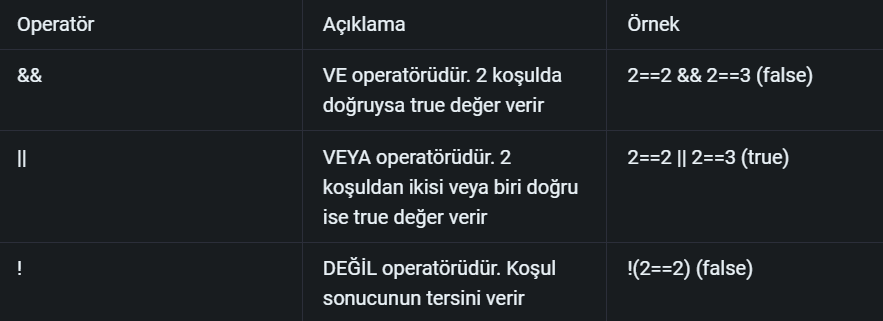 Operatör Açıklama Örnek
&& VE operatörüdür. 2 koşulda 2==2 && 2==3 (false)
doğruysa true değer verir
|| VEYA operatörüdür. 2 2==2 || 2==3 (true)
koşuldan ikisi veya biri doğru
ise true değer verir
! DEĞİL operatörüdür. Koşul !(2==2) (false)
sonucunun tersini verir